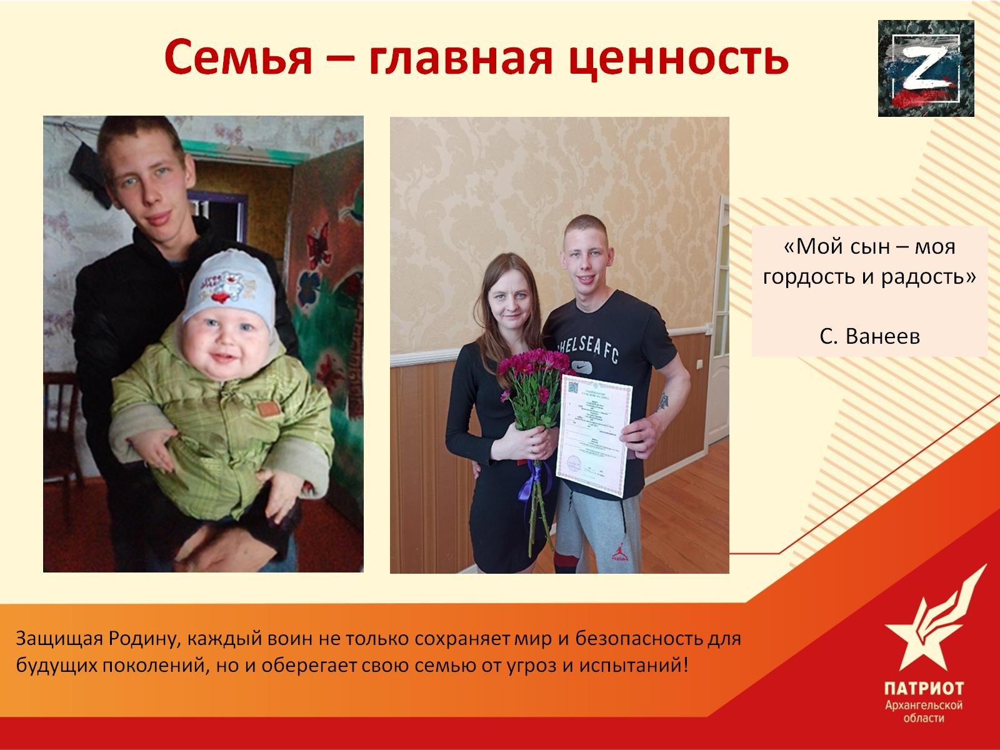 Семья – главная ценность
Z
«Мой сын – моя
гордость и радость»
С. Ванеев
CHELSEA FC
Защищая Родину, каждый воин не только сохраняет мир и безопасность для
будущих поколений, но и оберегает свою семью от угроз и испытаний!
ПАТРИОТ
Архангельской
области